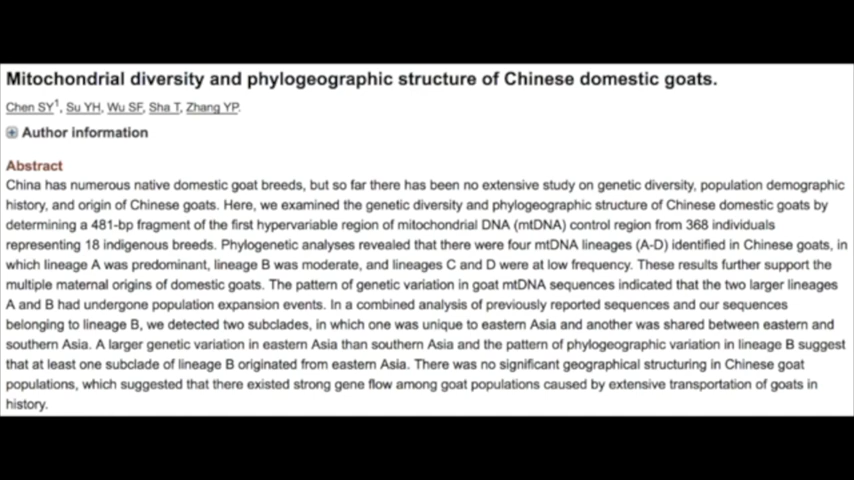 Mitochondrial diversity and phylogeographic structure of Chinese domestic goats.
Chen SY1, Su YH, Wu SF, Sha T, Zhang YP.
Author information
Abstract
China has numerous native domestic goat breeds, but so far there has been no extensive study on genetic diversity, population demographic
history, and origin of Chinese goats. Here, we examined the genetic diversity and phylogeographic structure of Chinese domestic goats by
determining a 481-bp fragment of the first hypervariable region of mitochondrial DNA (mtDNA) control region from 368 individuals
representing 18 indigenous breeds. Phylogenetic analyses revealed that there were four mtDNA lineages (A-D) identified in Chinese goats, in
which lineage A was predominant, lineage B was moderate, and lineages C and D were at low frequency. These results further support the
multiple maternal origins of domestic goats. The pattern of genetic variation in goat mtDNA sequences indicated that the two larger lineages
A and B had undergone population expansion events. In a combined analysis of previously reported sequences and our sequences
belonging to lineage B, we detected two subclades, in which one was unique to eastern Asia and another was shared between eastern and
southern Asia. A larger genetic variation in eastern Asia than southern Asia and the pattern of phylogeographic variation in lineage B suggest
that at least one subclade of lineage B originated from eastern Asia. There was no significant geographical structuring in Chinese goat
populations, which suggested that there existed strong gene flow among goat populations caused by extensive transportation of goats in
history.